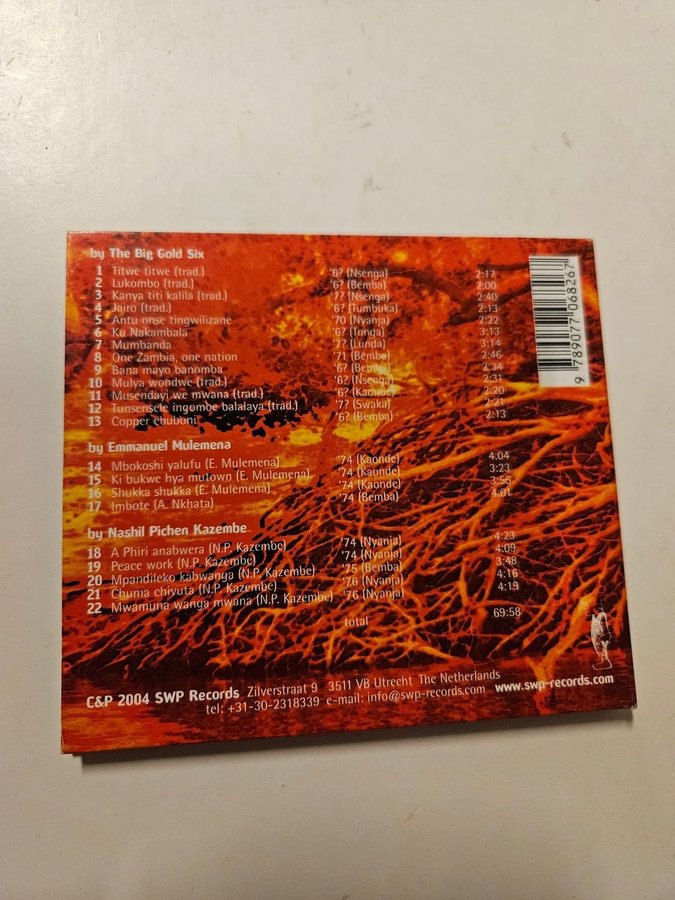 by The Big Gold Six
1 Titwe titwe (trad.) '6? (Nsenga) 2:17
2 Lukombo (trad.) '6? (Bemba) 2:00
3 Kanya titi kalila (trad.) '7? (Nsenga) 2:40
4 Jairo (trad.) '6? (Tumbuka) 2:13
5 Antu onse tingwilizane '70 (Nyanja) 2:22
6 Ku Nakambala '6? (Tonga) 3:13
7 Mumbanda '7? (Lunda) 3:14
8 One Zambia, one nation '71 (Bemba) 2:46
9 Bana mayo banomba '6? (Bemba) 2:34
10 Mulya wondwe (trad.) '6? (Nsenga) 2:31
11 Musendayi we mwana (trad.) '6? (Kaonde) 2:20
12 Tunsensele ingombe balalaya (trad.) '7? (Swaka) 2:21
13 Copper ebuboni '6? (Bemba) 2:13
by Emmanuel Mulemena
14 Mbokoshi yalufu (E. Mulemena) '74 (Kaonde) 4:04
15 Ki bukwe hya mutown (E. Mulemena) '74 (Kaonde) 3:23
16 Shukka shukka (E. Mulemena) '74 (Kaonde) 3:55
17 Imbote (A. Nkhata) '74 (Bemba) 4:01
by Nashil Pichen Kazembe
18 A Phiri anabwera (N.P. Kazembe) '74 (Nyanja) 4:23
19 Peace work (N.P. Kazembe) '74 (Nyanja) 4:09
20 Mpandileko kabwanga (N.P. Kazembe) '75 (Bemba) 3:48
21 Chuma chivuta (N.P. Kazembe) '76 (Nyanja) 4:16
22 Mwamuna wanga mwana (N.P. Kazembe) '76 (Nyanja) 4:19
total 69:58
9 789077 068267
C&P 2004 SWP Records Zilverstraat 9 3511 VB Utrecht The Netherlands
tel: +31-30-2318339 e-mail: info@swp-records.com www.swp-records.com